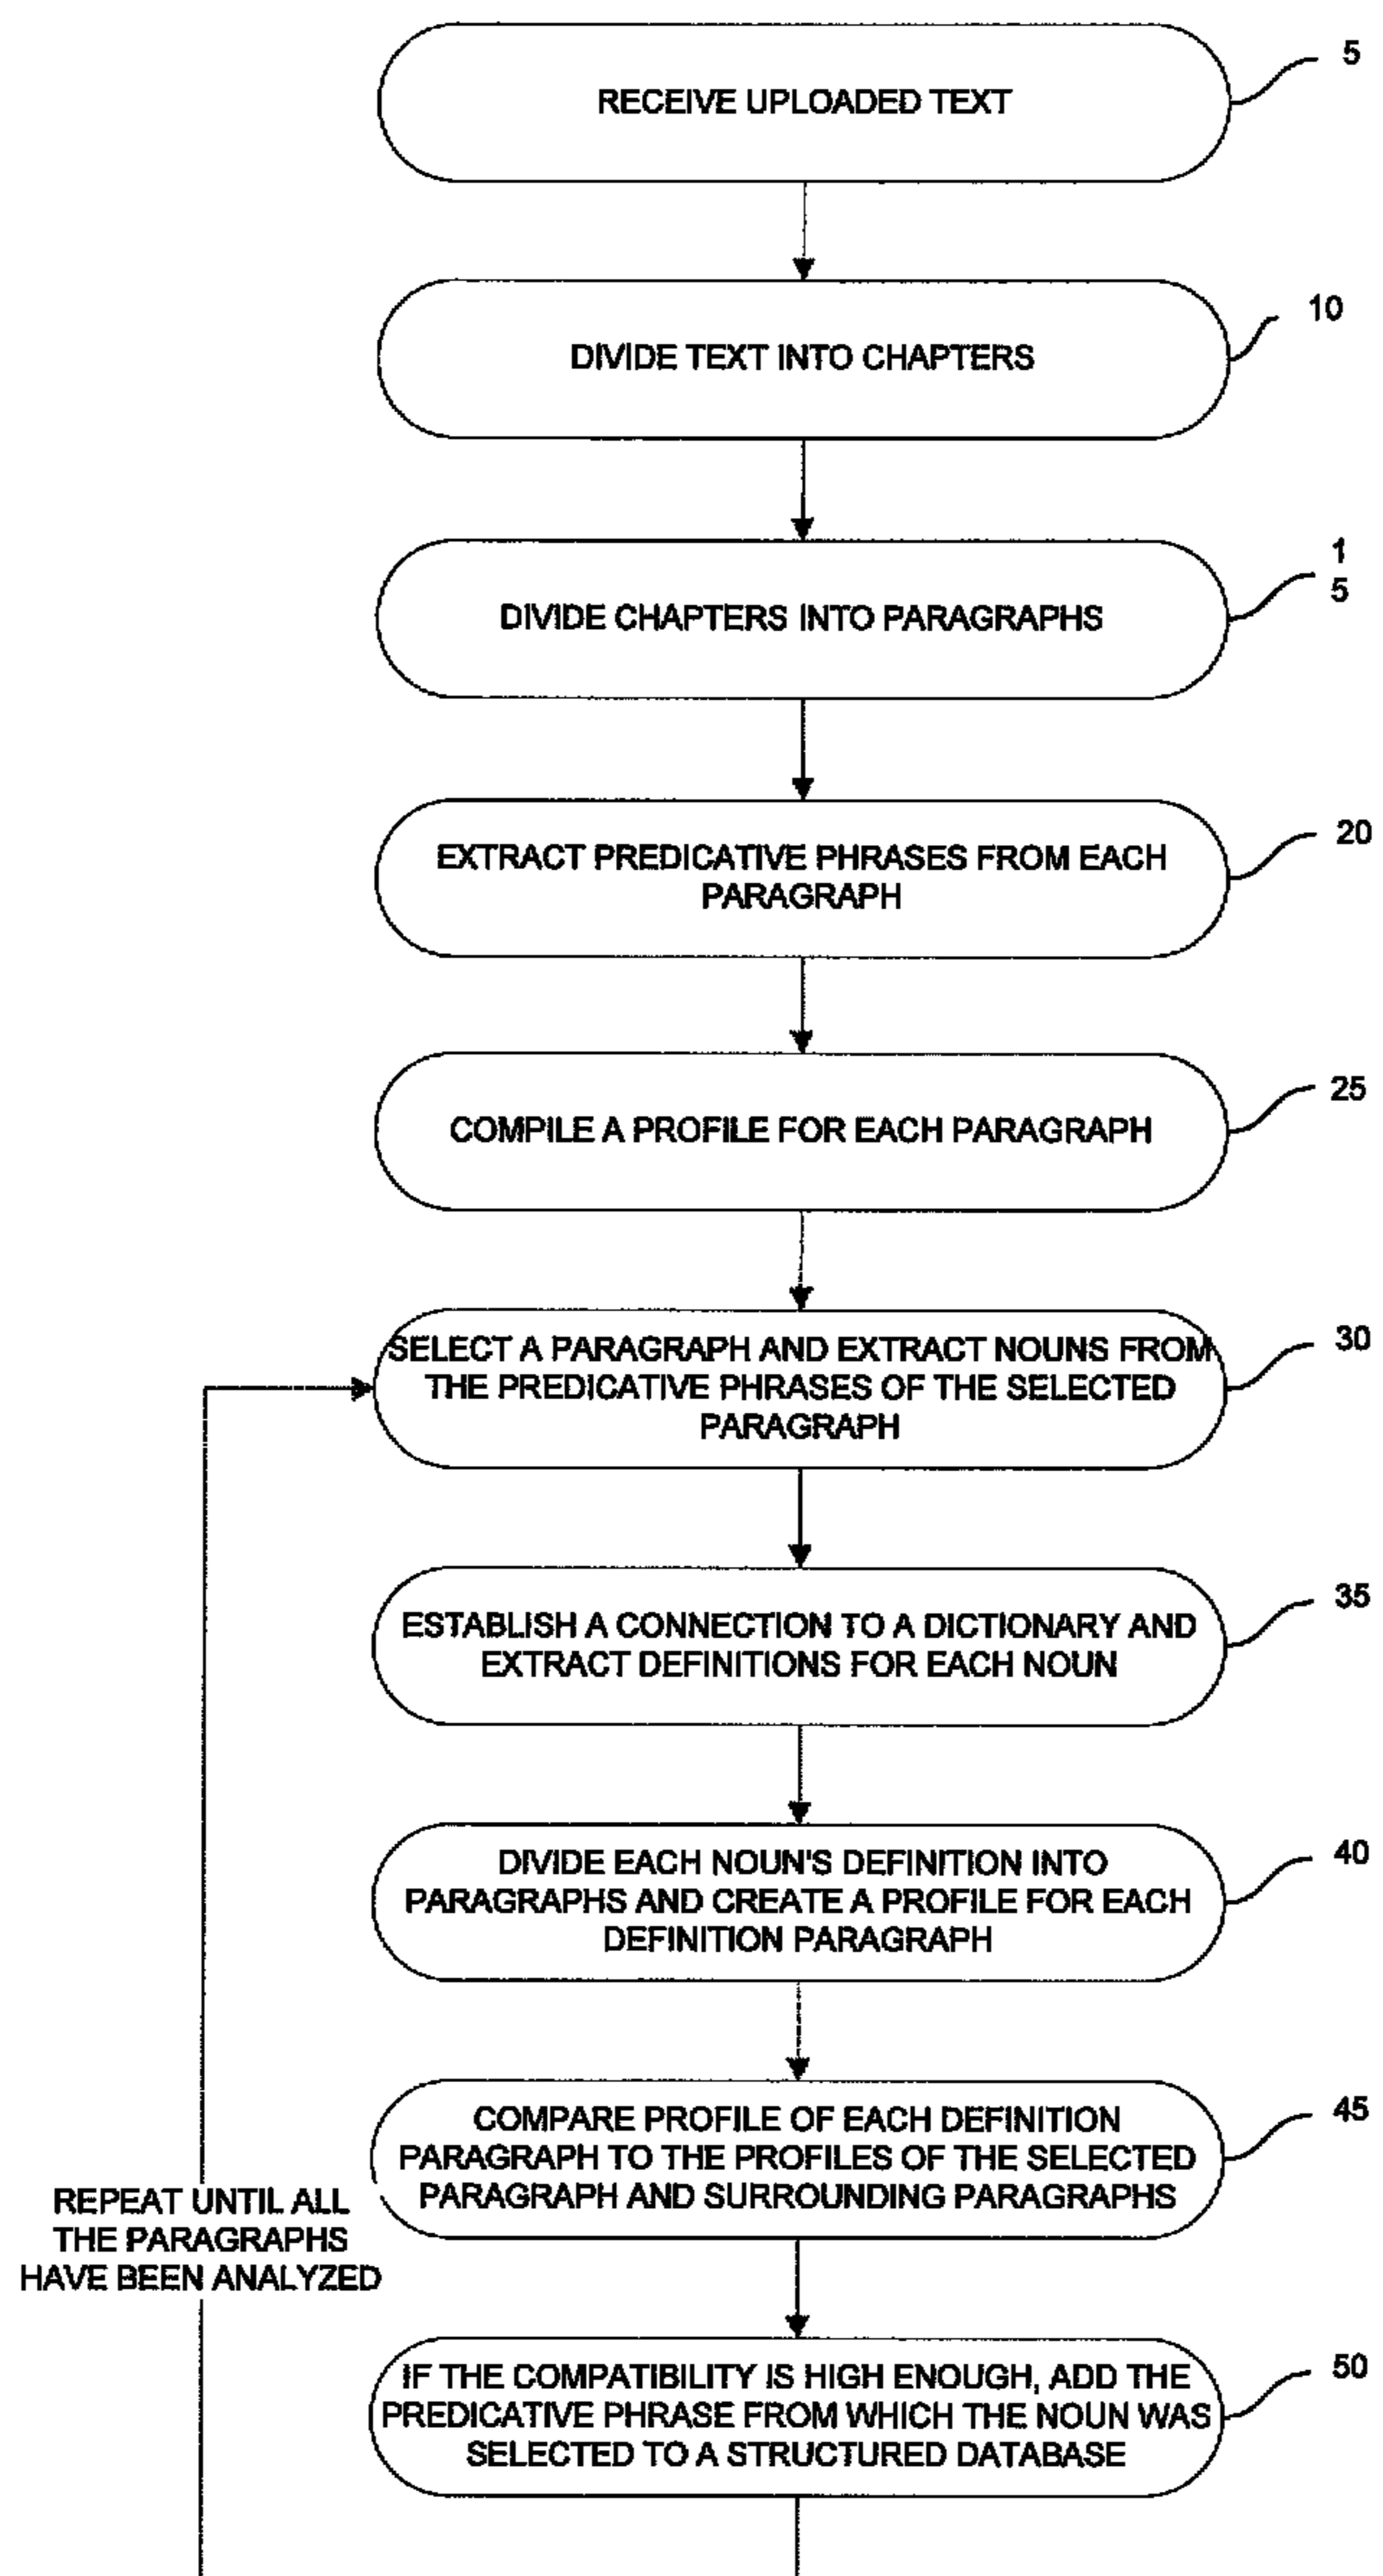 5
RECEIVE UPLOADED TEXT
10
DIVIDE TEXT INTO CHAPTERS
1
5
DIVIDE CHAPTERS INTO PARAGRAPHS
20
EXTRACT PREDICATIVE PHRASES FROM EACH
PARAGRAPH
25
COMPILE A PROFILE FOR EACH PARAGRAPH
30
SELECT A PARAGRAPH AND EXTRACT NOUNS FROM
THE PREDICATIVE PHRASES OF THE SELECTED
PARAGRAPH
35
ESTABLISH A CONNECTION TO A DICTIONARY AND
EXTRACT DEFINITIONS FOR EACH NOUN
40
DIVIDE EACH NOUN'S DEFINITION INTO
PARAGRAPHS AND CREATE A PROFILE FOR EACH
DEFINITION PARAGRAPH
45
COMPARE PROFILE OF EACH DEFINITION
PARAGRAPH TO THE PROFILES OF THE SELECTED
PARAGRAPH AND SURROUNDING PARAGRAPHS
REPEAT UNTIL ALL
THE PARAGRAPHS
HAVE BEEN ANALYZED
50
IF THE COMPATIBILITY IS HIGH ENOUGH, ADD THE
PREDICATIVE PHRASE FROM WHICH THE NOUN WAS
SELECTED TO A STRUCTURED DATABASE